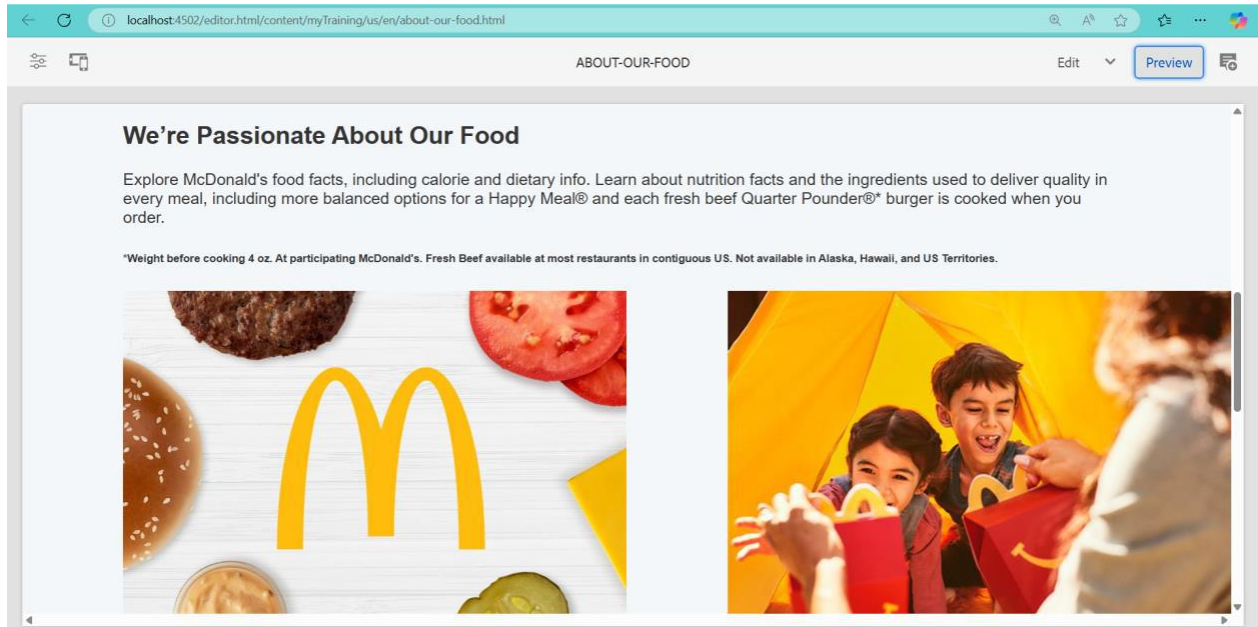 localhost:4502/editor.html/content/myTraining/us/en/about-our-food.html
ABOUT-OUR-FOOD
Edit
Preview
We’re Passionate About Our Food
Explore McDonald's food facts, including calorie and dietary info. Learn about nutrition facts and the ingredients used to deliver quality in
every meal, including more balanced options for a Happy Meal® and each fresh beef Quarter Pounder®* burger is cooked when you
order.
*Weight before cooking 4 oz. At participating McDonald's. Fresh Beef available at most restaurants in contiguous US. Not available in Alaska, Hawaii, and US Territories.